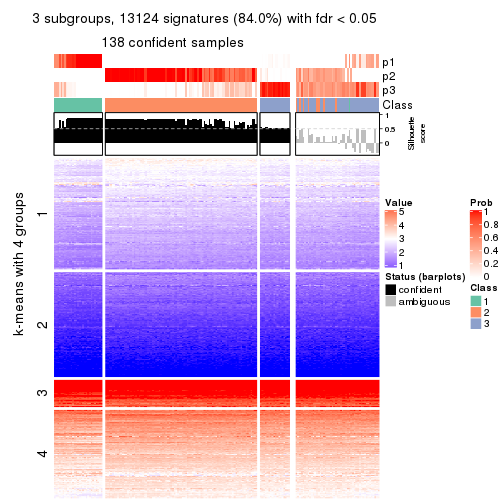 3 subgroups, 13124 signatures (84.0%) with fdr < 0.05
138 confident samples
p1
p2
p3
Class
1
0.5
0
Silhouette
score
k-means with 4 groups
1
2
3
4
Value
5
4
3
2
1
Status (barplots)
confident
ambiguous
Prob
1
0.8
0.6
0.4
0.2
0
Class
1
2
3